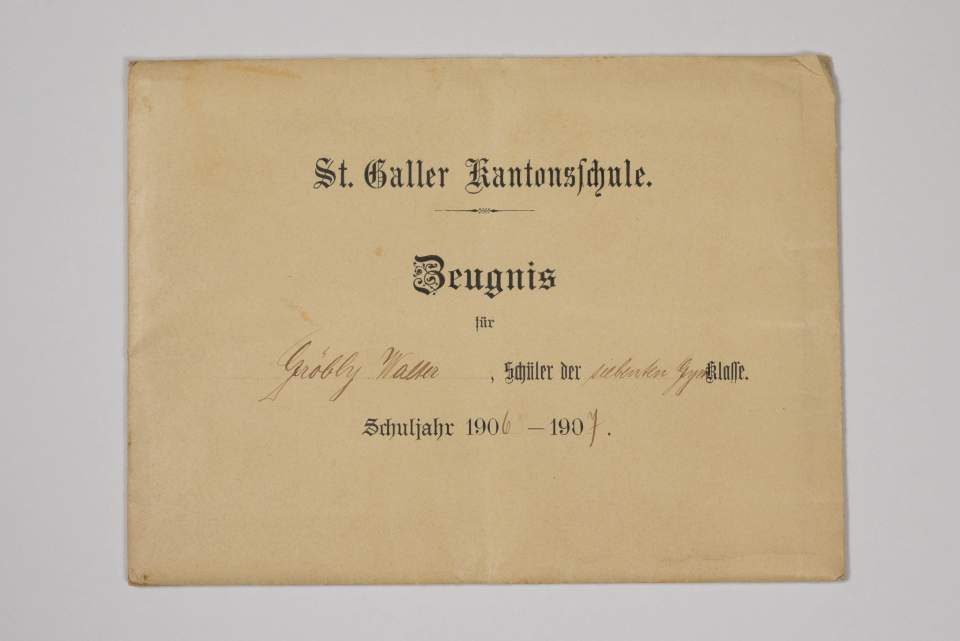 St. Galler Kantonsschule.
Zeugnis
für
Gröbly Walter, Schüler der siebenten Gym Klasse.
Schuljahr 1906 – 1907.